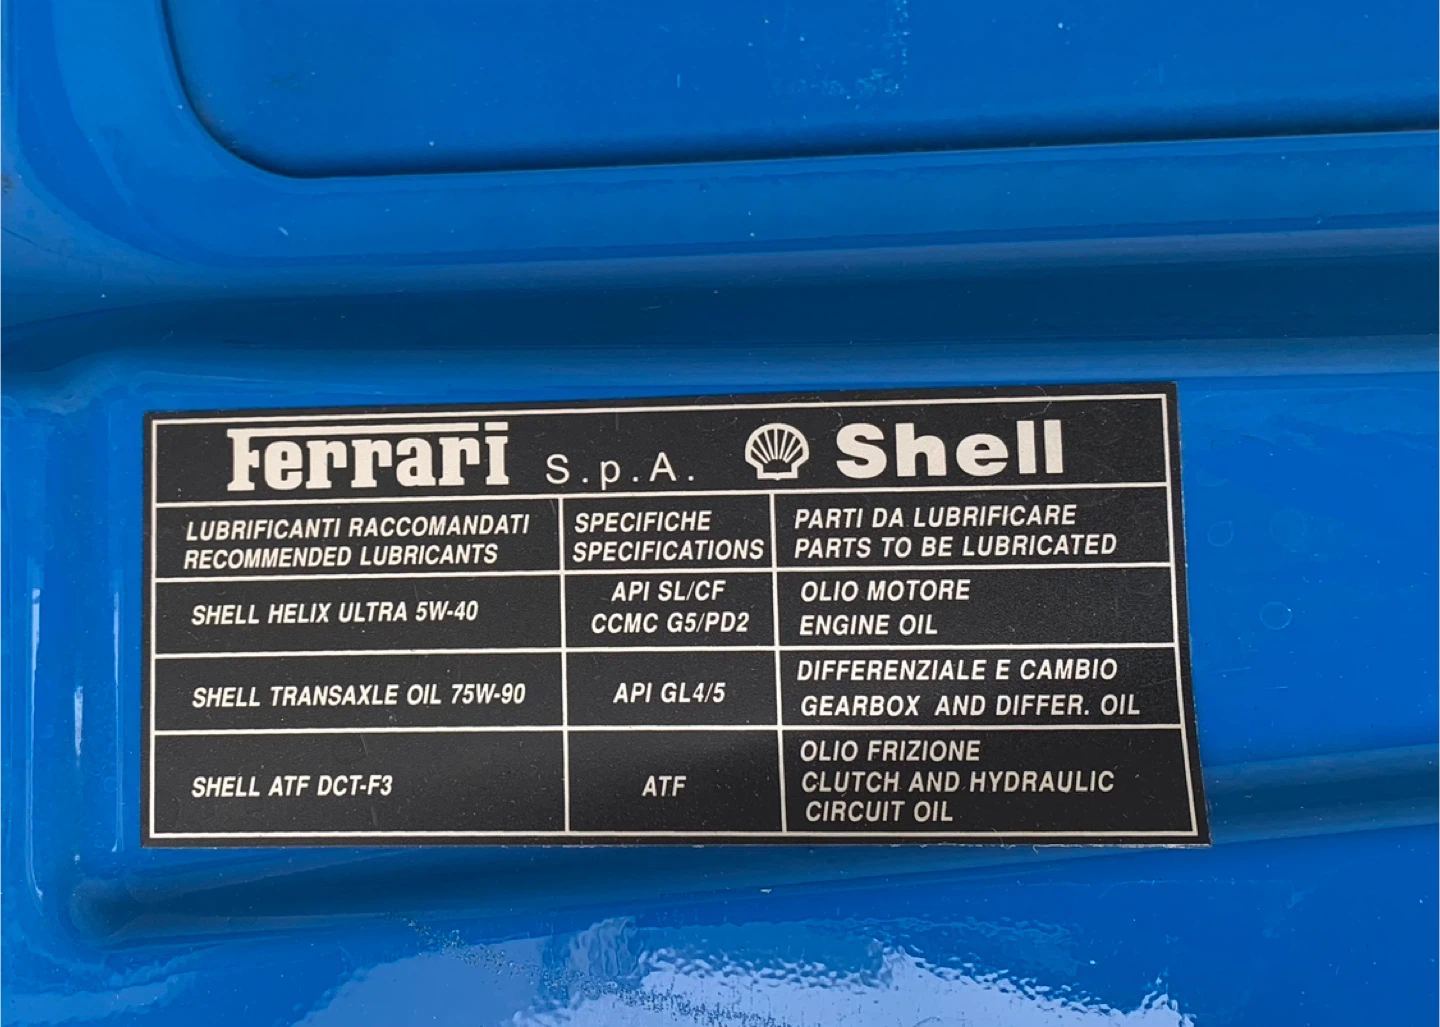 Ferrari S.p.A. Shell
LUBRIFICANTI RACCOMANDATI
RECOMMENDED LUBRICANTS
SPECIFICHE
SPECIFICATIONS
PARTI DA LUBRIFICARE
PARTS TO BE LUBRICATED
SHELL HELIX ULTRA 5W-40
API SL/CF
CCMC G5/PD2
OLIO MOTORE
ENGINE OIL
SHELL TRANSAXLE OIL 75W-90
API GL4/5
DIFFERENZIALE E CAMBIO
GEARBOX AND DIFFER. OIL
SHELL ATF DCT-F3
ATF
OLIO FRIZIONE
CLUTCH AND HYDRAULIC
CIRCUIT OIL